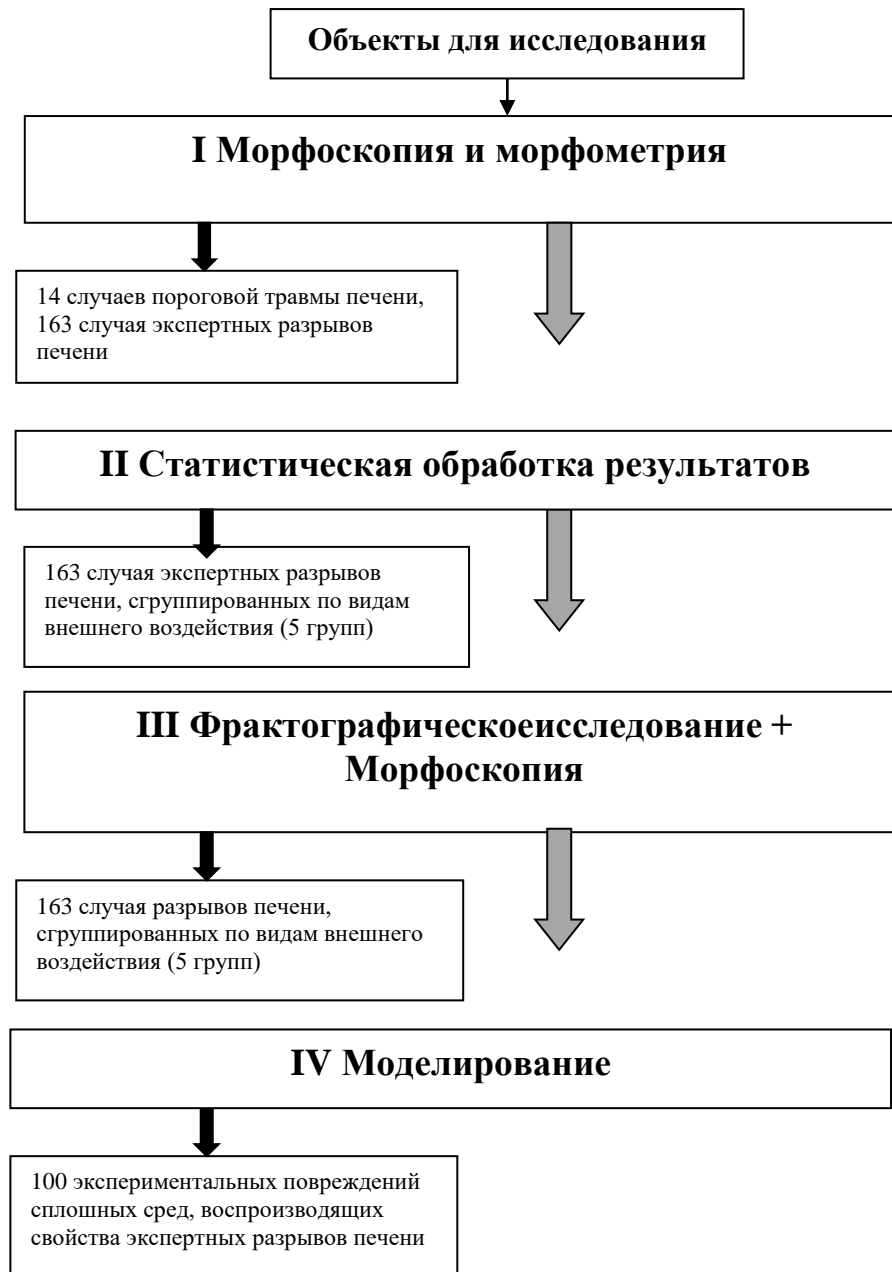 Объекты для исследования
I Морфоскопия и морфометрия
14 случаев пороговой травмы печени,
163 случая экспертных разрывов
печени
II Статистическая обработка результатов
163 случая экспертных разрывов
печени, сгруппированных по видам
внешнего воздействия (5 групп)
III Фрактографическоеисследование +
Морфоскопия
163 случая разрывов печени,
сгруппированных по видам внешнего
воздействия (5 групп)
IV Моделирование
100 экспериментальных повреждений
сплошных сред, воспроизводящих
свойства экспертных разрывов печени